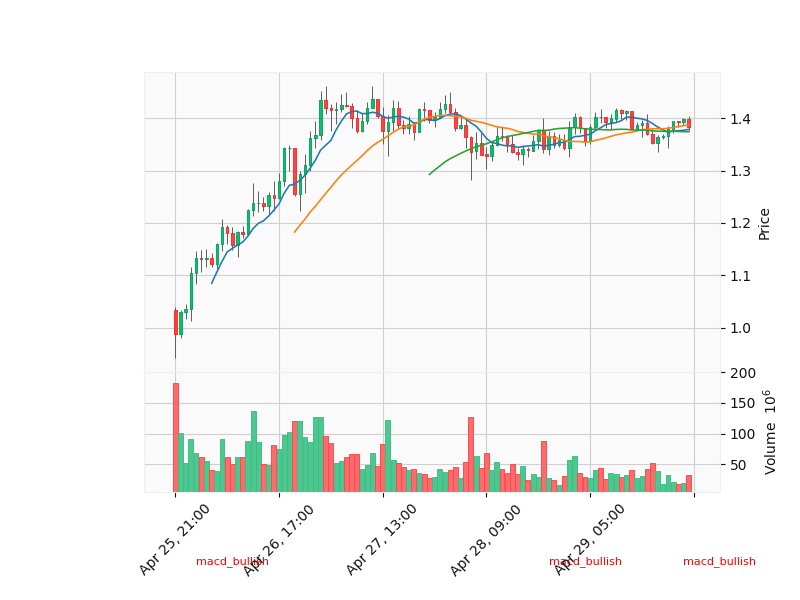 1.4
1.3
1.2
1.1
1.0
Price
200
150
100
50
Volume 10⁶
Apr 25, 21:00
Apr 26, 17:00
Apr 27, 13:00
Apr 28, 09:00
Apr 29, 05:00
macd_bullish
macd_bullish
macd_bullish